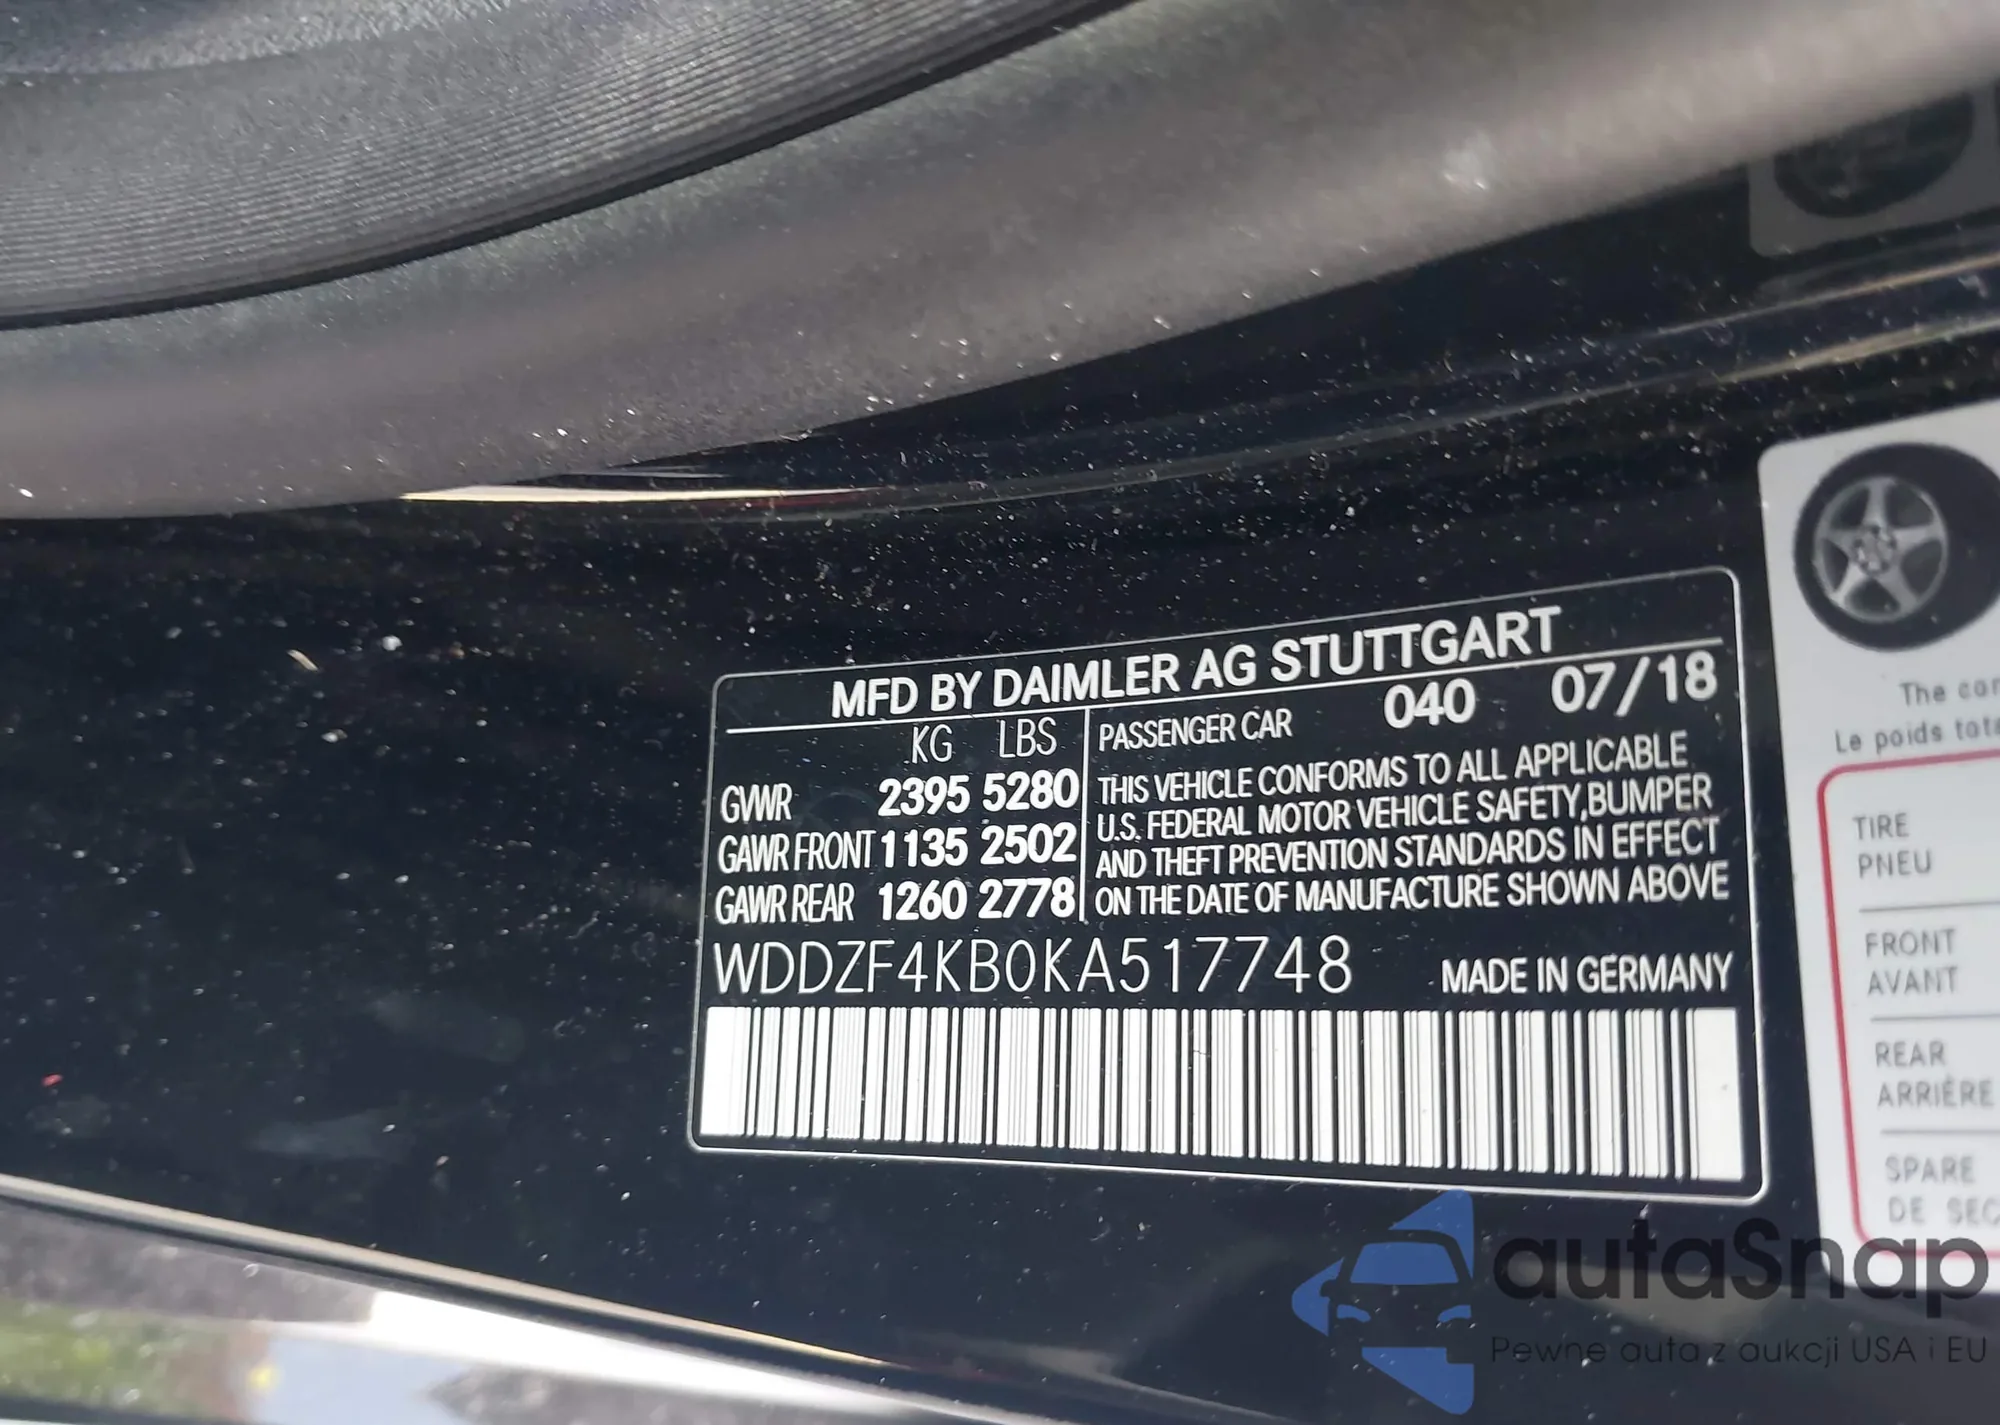 MFD BY DAIMLER AG STUTTGART
KG LBS
GVWR 2395 5280
GAWR FRONT 1135 2502
GAWR REAR 1260 2778
PASSENGER CAR 040 07/18
THIS VEHICLE CONFORMS TO ALL APPLICABLE
U.S. FEDERAL MOTOR VEHICLE SAFETY,BUMPER
AND THEFT PREVENTION STANDARDS IN EFFECT
ON THE DATE OF MANUFACTURE SHOWN ABOVE
WDDZF4KB0KA517748 MADE IN GERMANY
The
Le poids
TIRE
PNEU
FRONT
AVANT
REAR
ARRIÈRE
SPARE
DE
autaSnap
Pewne auta z aukcji USA i EU